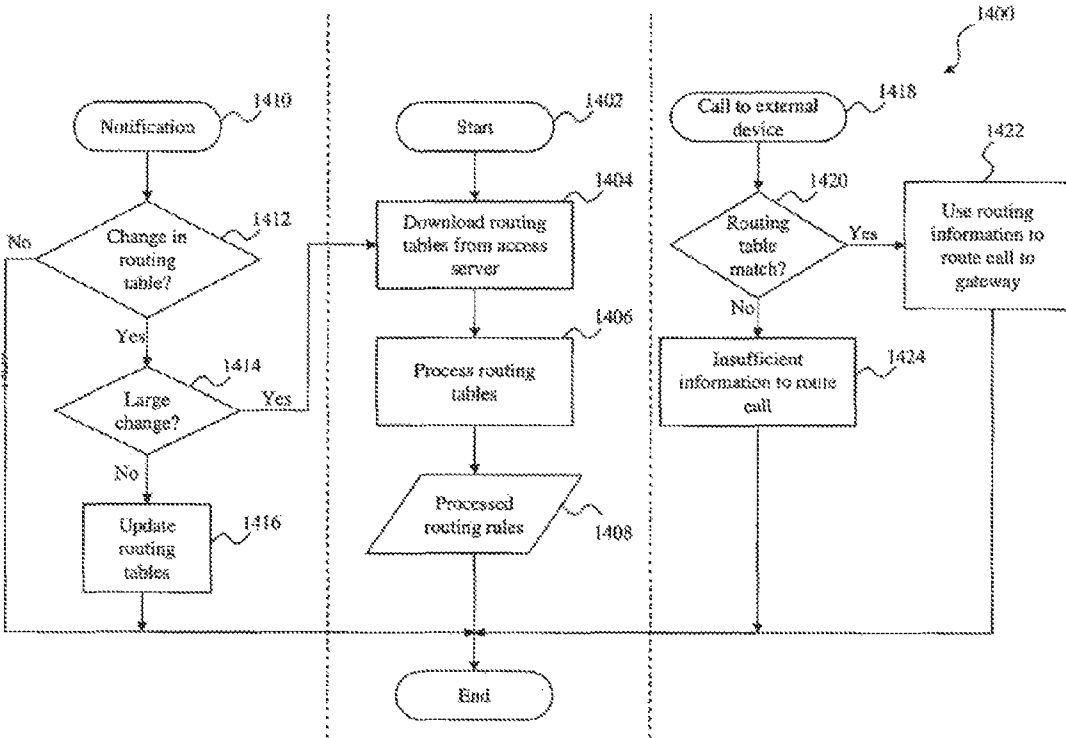 1400
1410
Notification
1412
Change in
routing
table?
No
Yes
1414
Large
change?
Yes
No
1416
Update
routing
tables
1402
Start
1404
Download routing
tables from access
server
1406
Process routing
tables
Processed
routing rules
1408
End
1418
Call to external
device
1420
Routing
table
match?
Yes
No
1422
Use routing
information to
route call to
gateway
Insufficient
information to route
call
1424